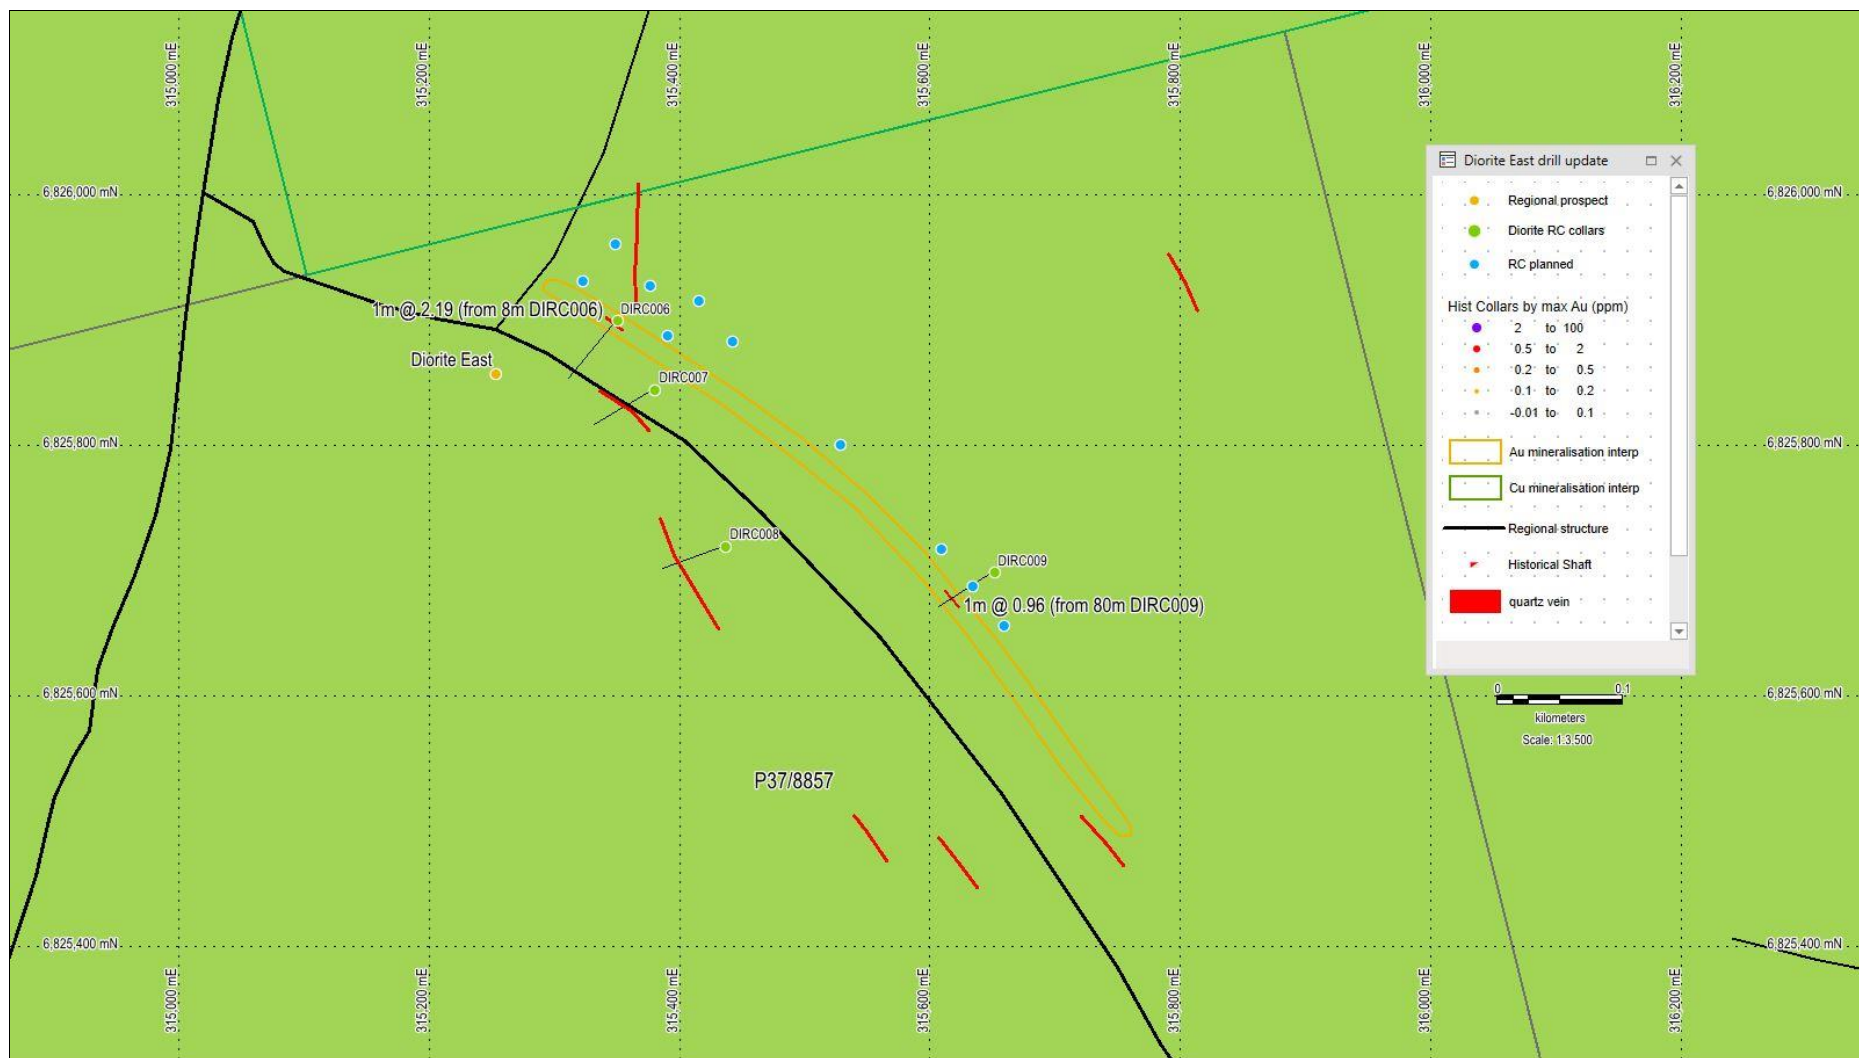 315,000 mE
315,200 mE
315,400 mE
315,600 mE
315,800 mE
316,000 mE
316,200 mE
6,826,000 mN
6,826,000 mN
Diorite East drill update
Regional prospect
Diorite RC collars
RC planned
Hist Collars by max Au (ppm)
2 to 100
0.5 to 2
0.2 to 0.5
0.1 to 0.2
-0.01 to 0.1
Au mineralisation interp
Cu mineralisation interp
Regional structure
Historical Shaft
quartz vein
1m @ 2.19 (from 8m DIRC006)
DIRC006
Diorite East
DIRC007
6,825,800 mN
6,825,800 mN
DIRC008
DIRC009
1m @ 0.96 (from 80m DIRC009)
6,825,600 mN
6,825,600 mN
0 0.1
kilometers
Scale: 1:3,500
P37/8857
6,825,400 mN
6,825,400 mN
315,000 mE
315,200 mE
315,400 mE
315,600 mE
315,800 mE
316,000 mE
316,200 mE